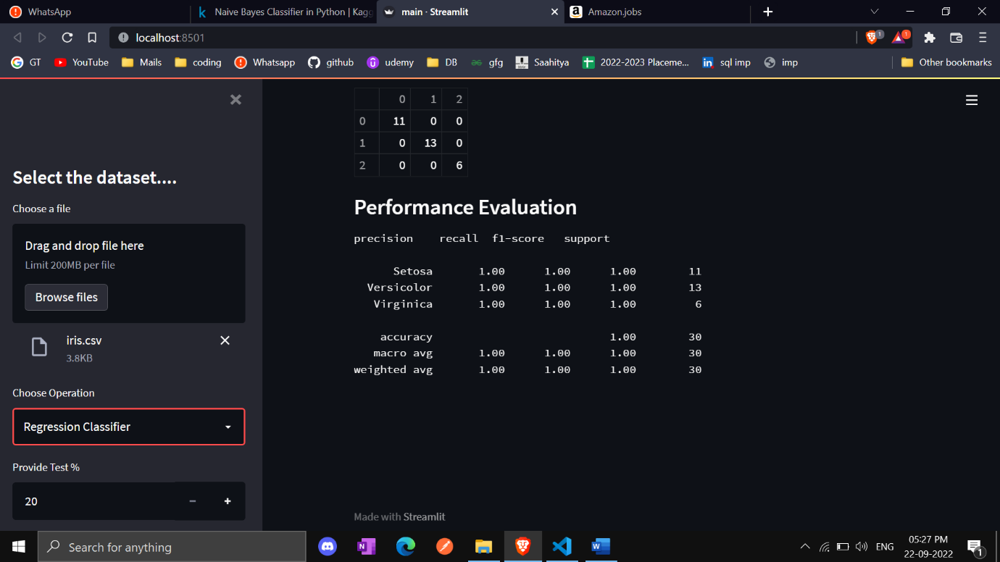 WhatsApp
Naive Bayes Classifier in Python | Kagg
main · Streamlit
Amazon.jobs
localhost:8501
1
1
GT
YouTube
Mails
coding
Whatsapp
github
udemy
DB
gfg
Saahitya
2022-2023 Placeme...
sql imp
imp
Other bookmarks
Select the dataset....
Choose a file
Drag and drop file here
Limit 200MB per file
Browse files
iris.csv
3.8KB
Choose Operation
Regression Classifier
Provide Test %
20
0 1 2
0 11 0 0
1 0 13 0
2 0 0 6
Performance Evaluation
precision recall f1-score support
Setosa 1.00 1.00 1.00 11
Versicolor 1.00 1.00 1.00 13
Virginica 1.00 1.00 1.00 6
accuracy 1.00 30
macro avg 1.00 1.00 1.00 30
weighted avg 1.00 1.00 1.00 30
Made with Streamlit
Search for anything
ENG
05:27 PM
22-09-2022
1